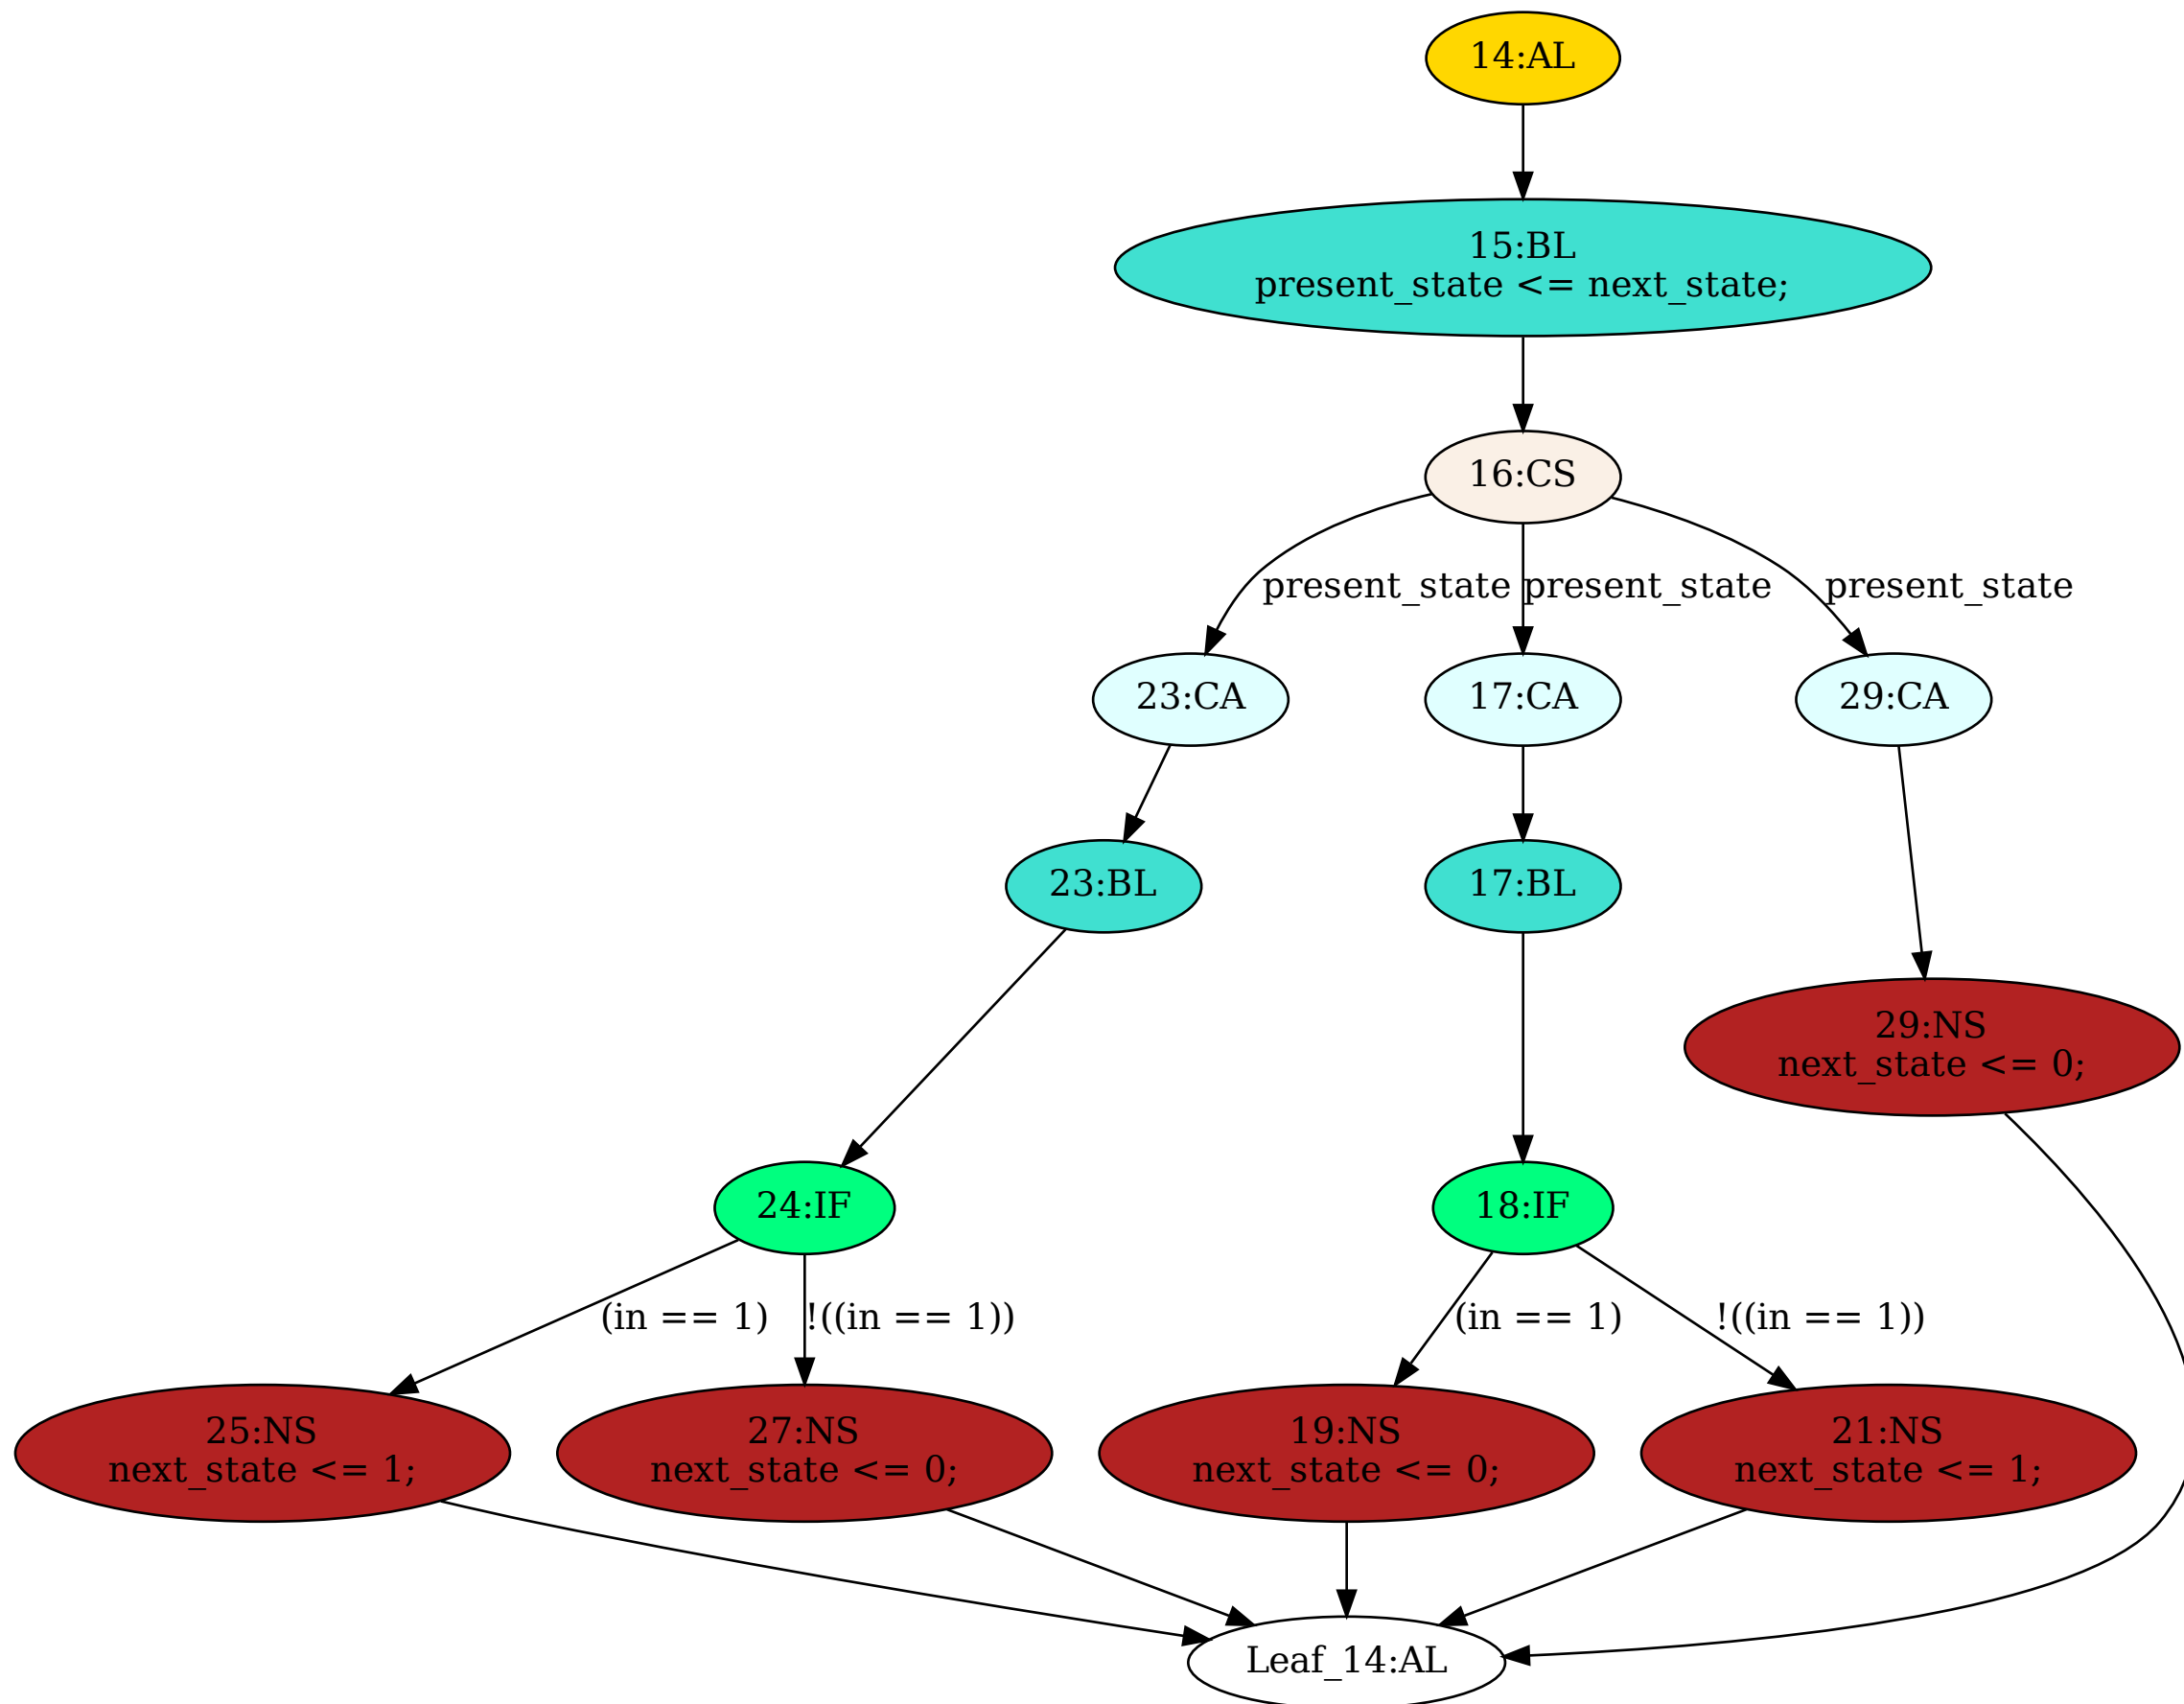 14:AL
15:BL
present_state <= next_state;
16:CS
present_state
present_state
present_state
23:CA
17:CA
29:CA
23:BL
17:BL
29:NS
next_state <= 0;
24:IF
18:IF
(in == 1)
!((in == 1))
(in == 1)
!((in == 1))
25:NS
next_state <= 1;
27:NS
next_state <= 0;
19:NS
next_state <= 0;
21:NS
next_state <= 1;
Leaf_14:AL